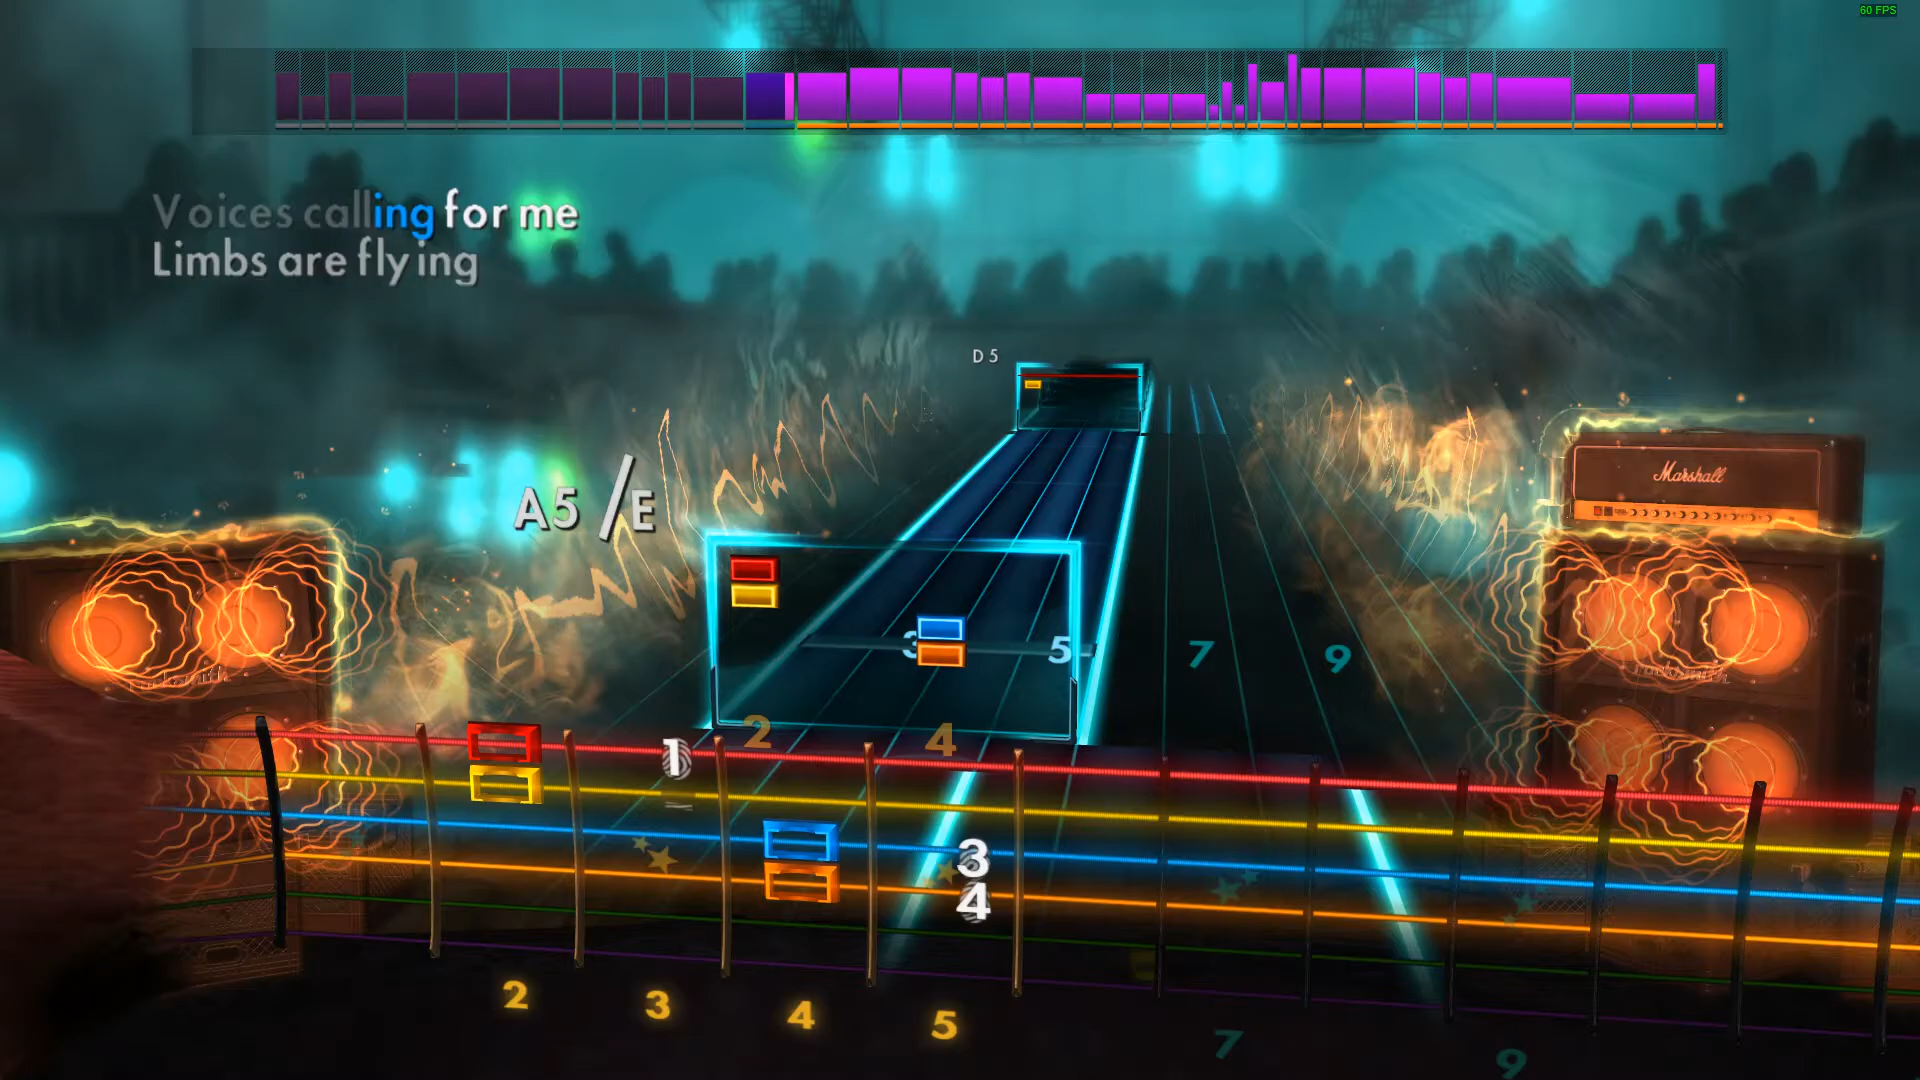 60 FPS
Voices calling for me
Limbs are flying
D5
A5/E
Marshall
3 5 7 9
2 4
1
3
4
2 3 4 5
7 9